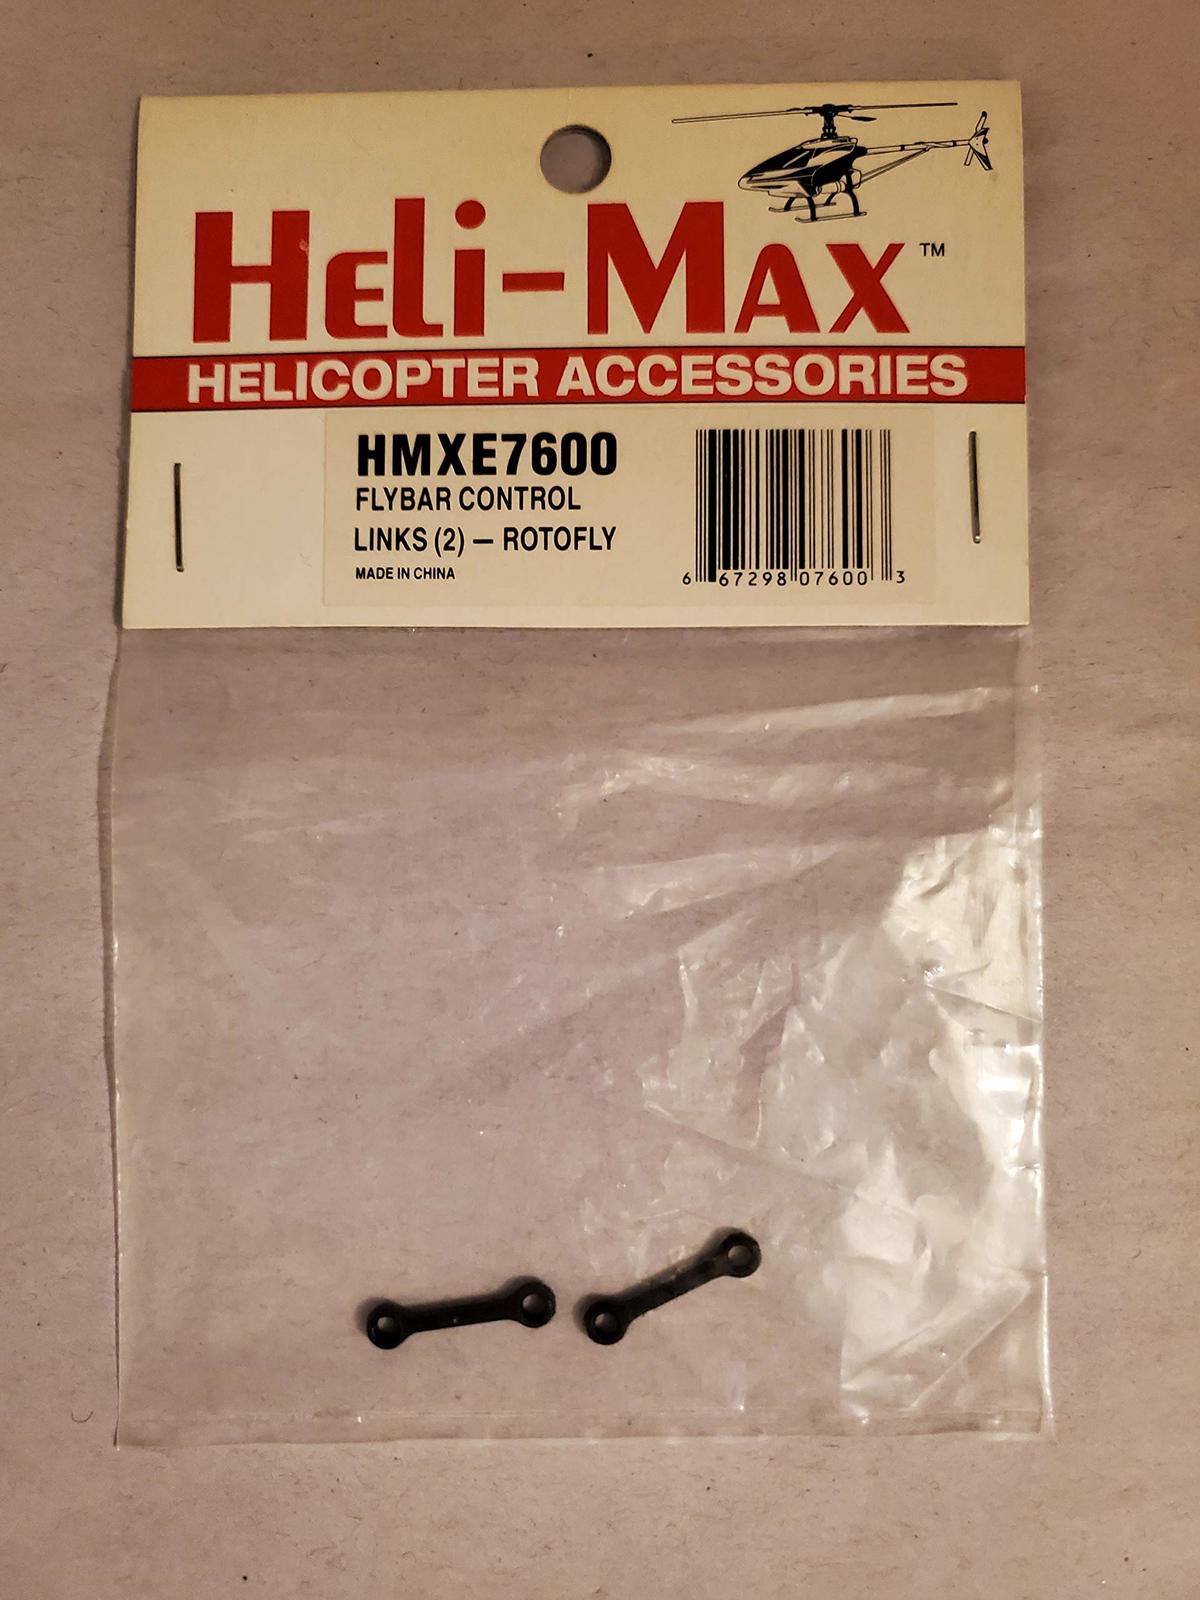 Heli-Max™
HELICOPTER ACCESSORIES
HMXE7600
FLYBAR CONTROL
LINKS (2) — ROTOFLY
MADE IN CHINA
6 67298 07600 3